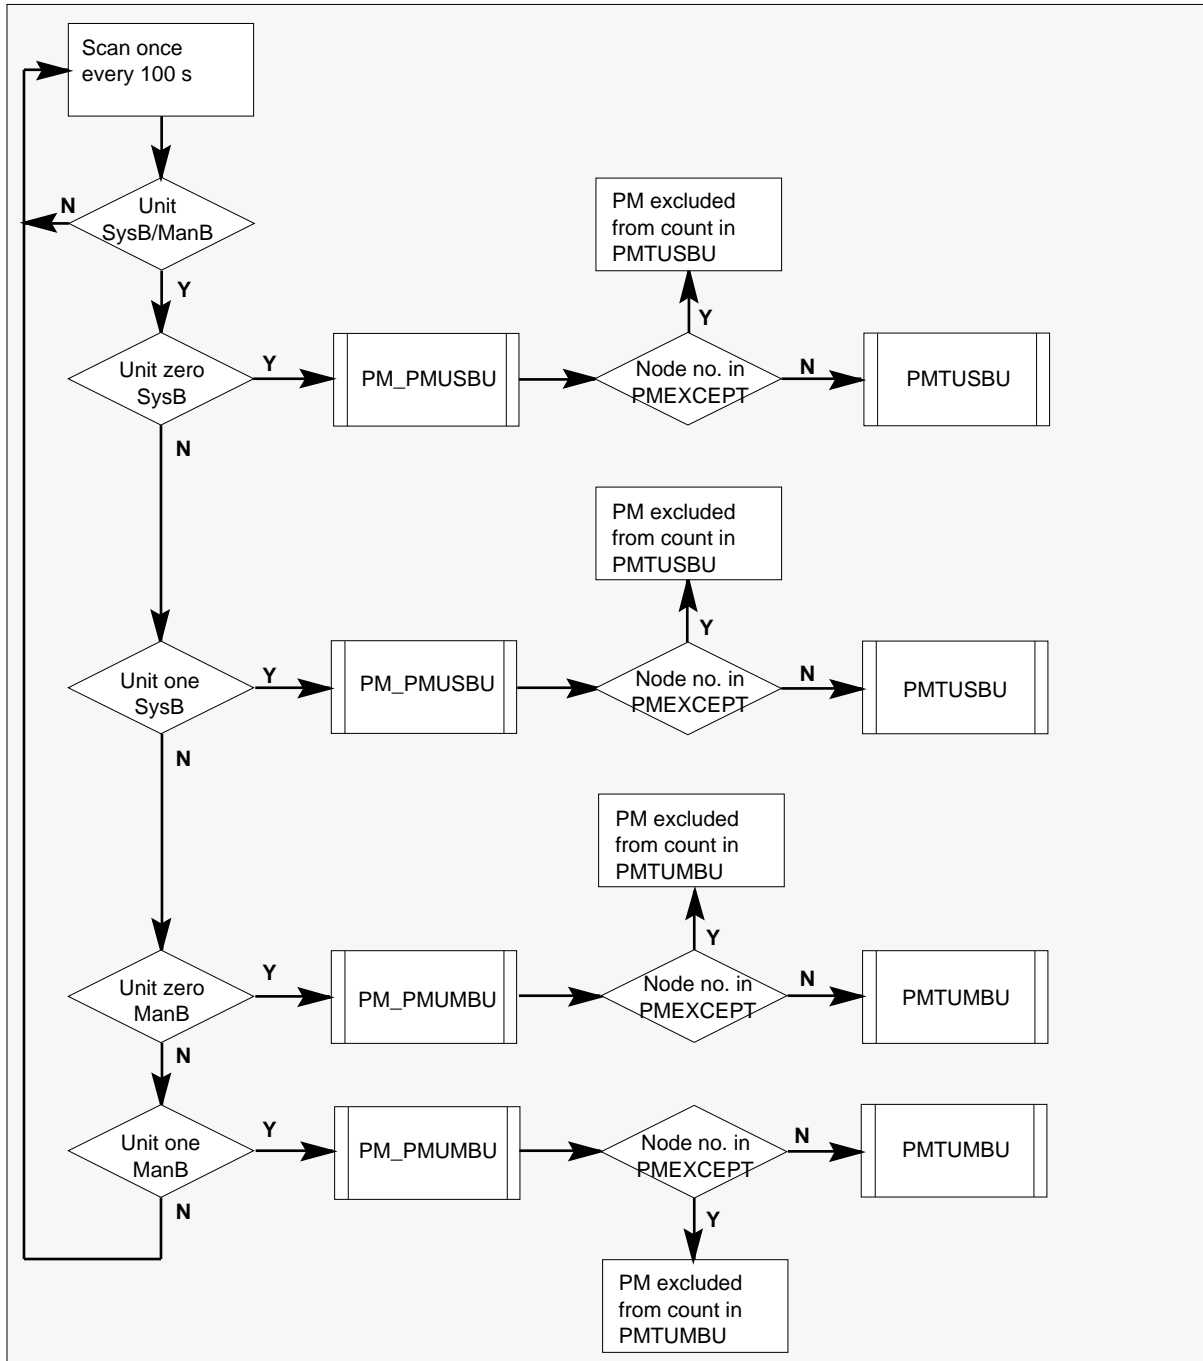 Scan once
every 100 s
N
Unit
SysB/ManB
Y
PM excluded
from count in
PMTUSBU
Y
Unit zero
SysB
Y
PM_PMUSBU
Node no. in
PMEXCEPT
N
PMTUSBU
N
PM excluded
from count in
PMTUSBU
Y
Unit one
SysB
Y
PM_PMUSBU
Node no. in
PMEXCEPT
N
PMTUSBU
N
PM excluded
from count in
PMTUMBU
Y
Unit zero
ManB
Y
PM_PMUMBU
Node no. in
PMEXCEPT
N
PMTUMBU
N
Unit one
ManB
Y
PM_PMUMBU
Node no. in
PMEXCEPT
N
PMTUMBU
N
Y
PM excluded
from count in
PMTUMBU